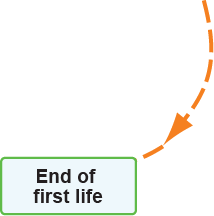 End of
first life